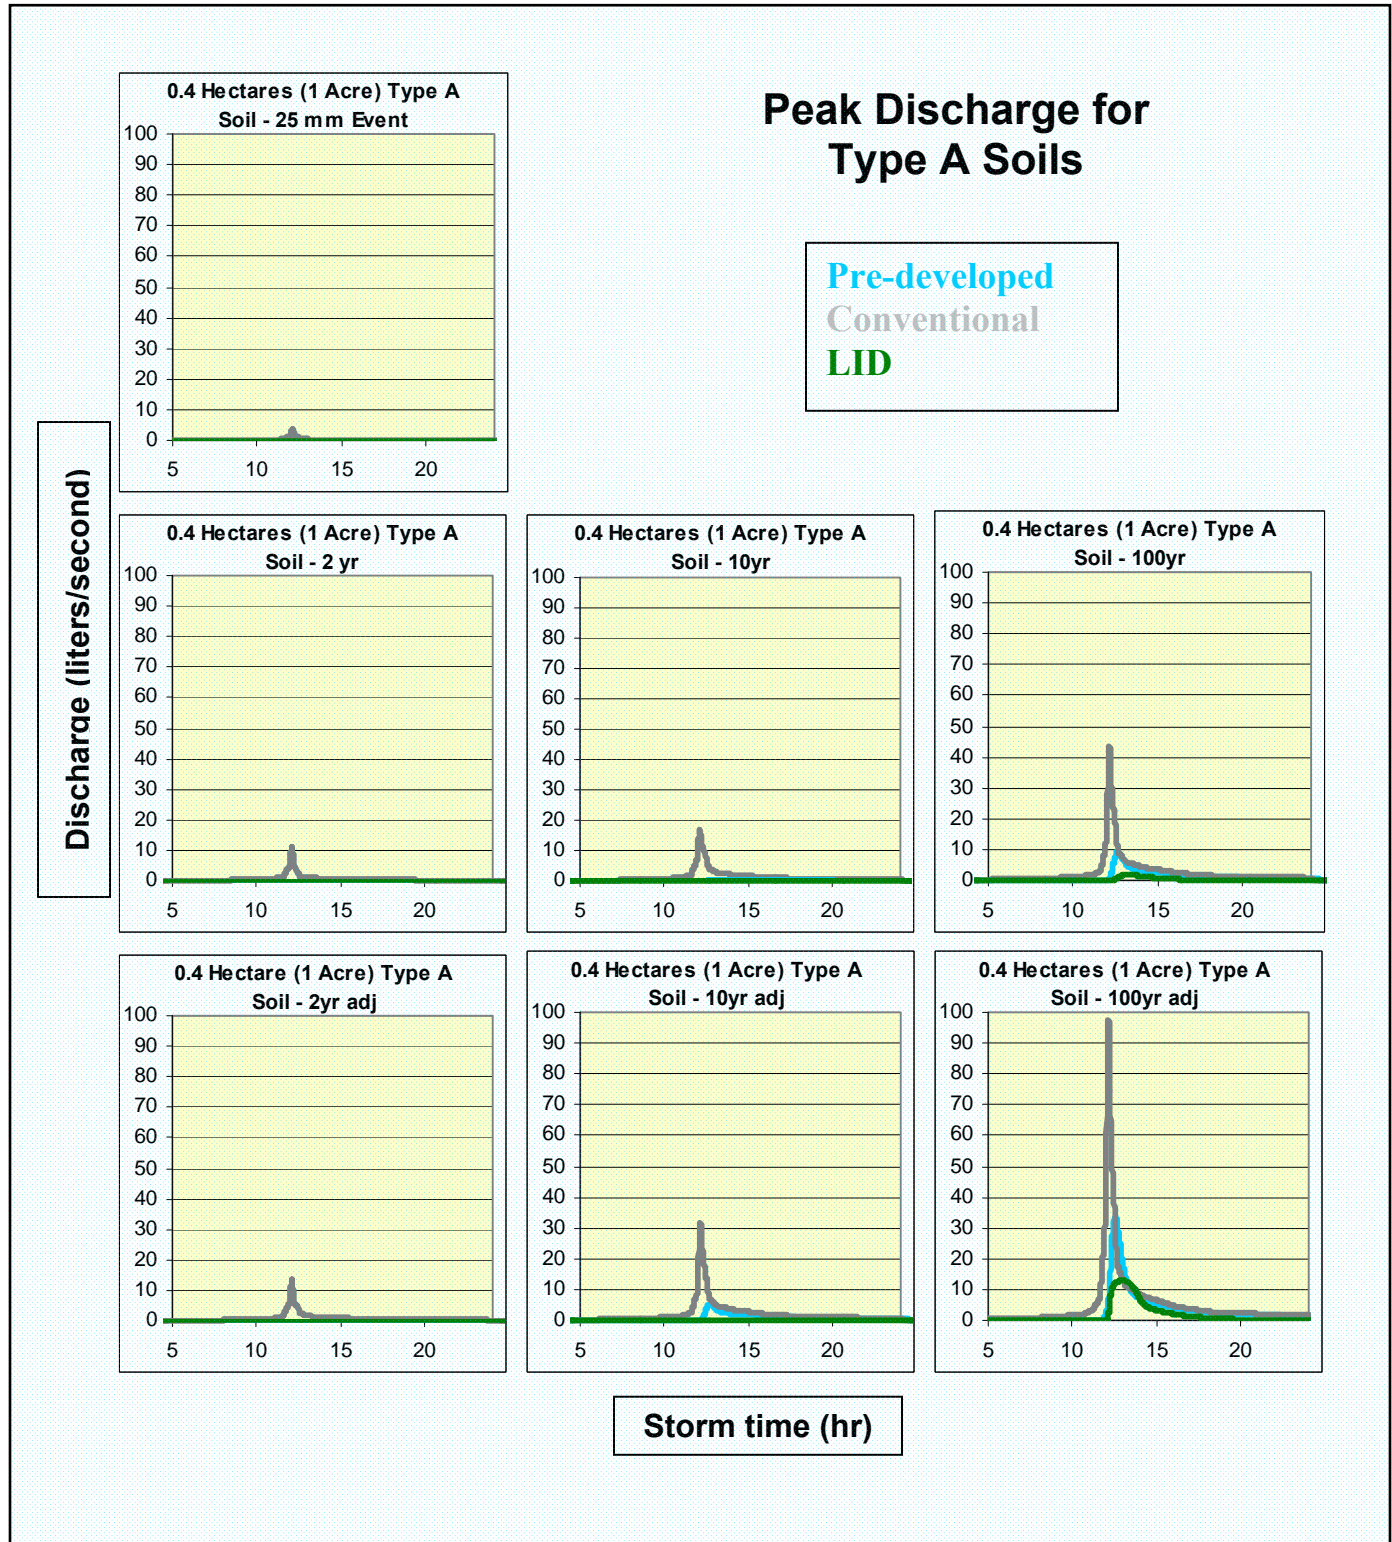 Peak Discharge for
Type A Soils
Pre-developed
Conventional
LID
Discharge (liters/second)
0.4 Hectares (1 Acre) Type A
Soil - 25 mm Event
100
90
80
70
60
50
40
30
20
10
0
5 10 15 20
0.4 Hectares (1 Acre) Type A
Soil - 2 yr
100
90
80
70
60
50
40
30
20
10
0
5 10 15 20
0.4 Hectares (1 Acre) Type A
Soil - 10yr
100
90
80
70
60
50
40
30
20
10
0
5 10 15 20
0.4 Hectares (1 Acre) Type A
Soil - 100yr
100
90
80
70
60
50
40
30
20
10
0
5 10 15 20
0.4 Hectare (1 Acre) Type A
Soil - 2yr adj
100
90
80
70
60
50
40
30
20
10
0
5 10 15 20
0.4 Hectares (1 Acre) Type A
Soil - 10yr adj
100
90
80
70
60
50
40
30
20
10
0
5 10 15 20
0.4 Hectares (1 Acre) Type A
Soil - 100yr adj
100
90
80
70
60
50
40
30
20
10
0
5 10 15 20
Storm time (hr)